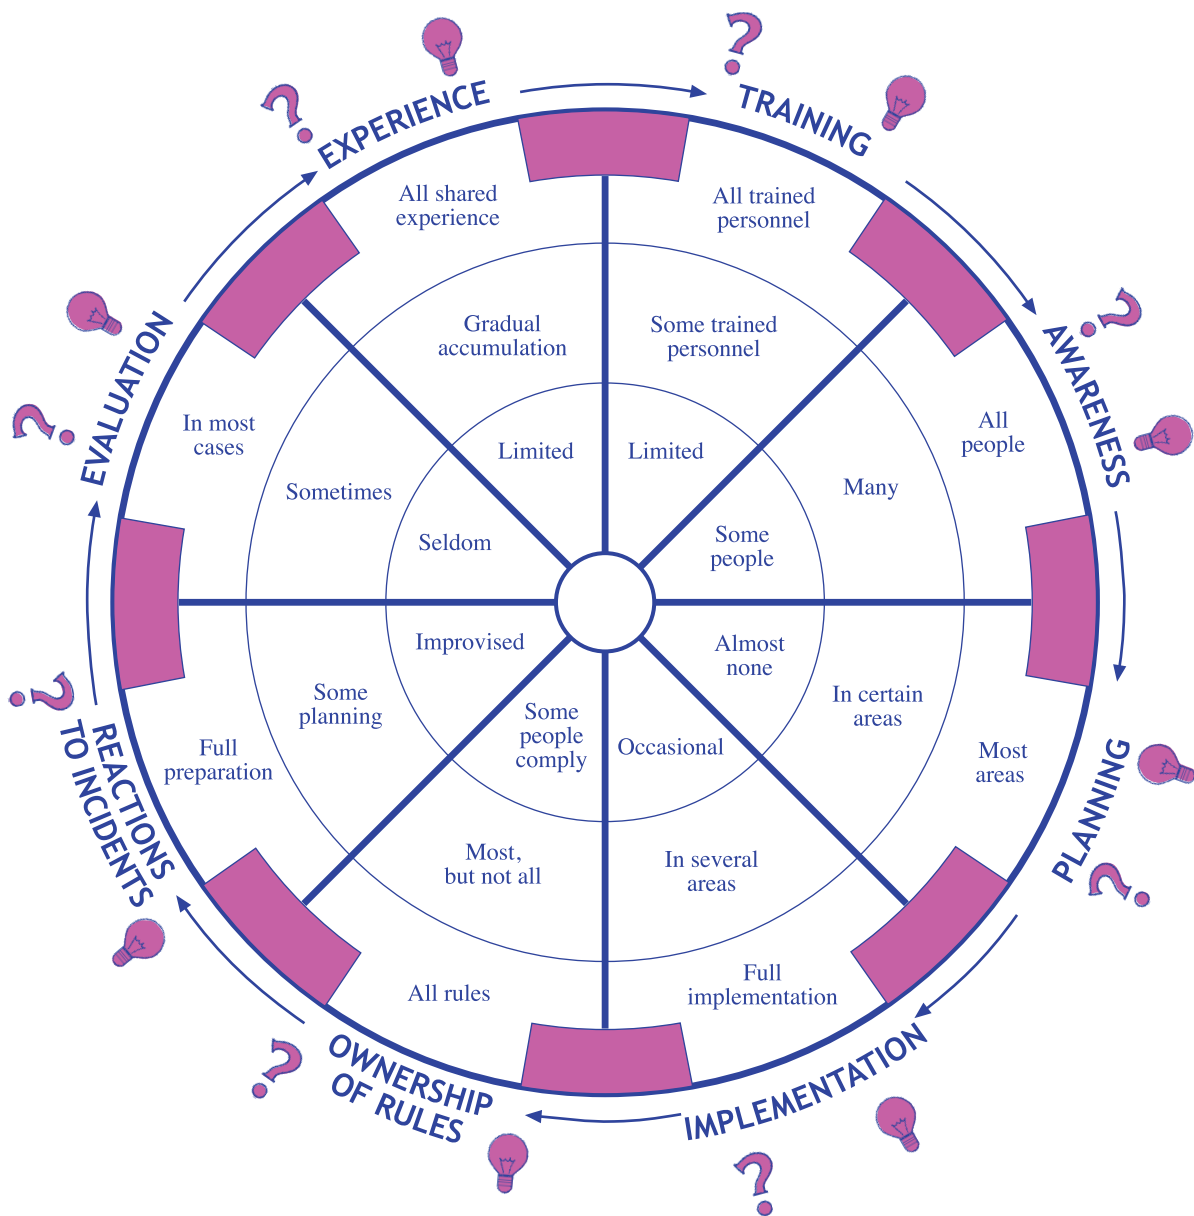 EXPERIENCE
All shared
experience
Gradual
accumulation
Limited
TRAINING
All trained
personnel
Some trained
personnel
Limited
AWARENESS
All
people
Many
Some
people
PLANNING
Most
areas
In certain
areas
Almost
none
IMPLEMENTATION
Full
implementation
In several
areas
Occasional
OWNERSHIP
OF RULES
All rules
Most,
but not all
Some
people
comply
REACTIONS
TO INCIDENTS
Full
preparation
Some
planning
Improvised
EVALUATION
In most
cases
Sometimes
Seldom
?
?
?
?
?
?
?
?